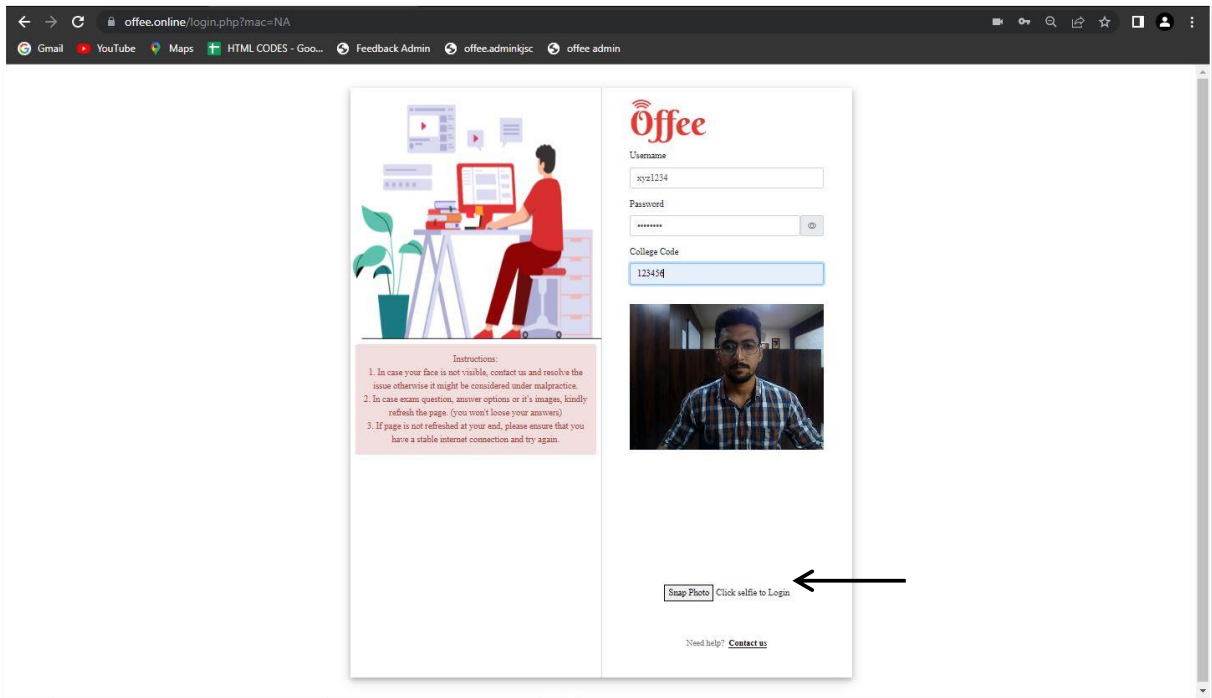 offee.online/login.php?mac=NA
Gmail YouTube Maps HTML CODES - Goo... Feedback Admin offee.adminkjsc offee admin
Öffee
Username
xyz1234
Password
••••••••
College Code
123456
Instructions:
1. In case your face is not visible, contact us and resolve the
issue otherwise it might be considered under malpractice.
2. In case exam question, answer options or it's images, kindly
refresh the page. (you won't loose your answers)
3. If page is not refreshed at your end, please ensure that you
have a stable internet connection and try again.
Snap Photo Click selfie to Login
Need help? Contact us